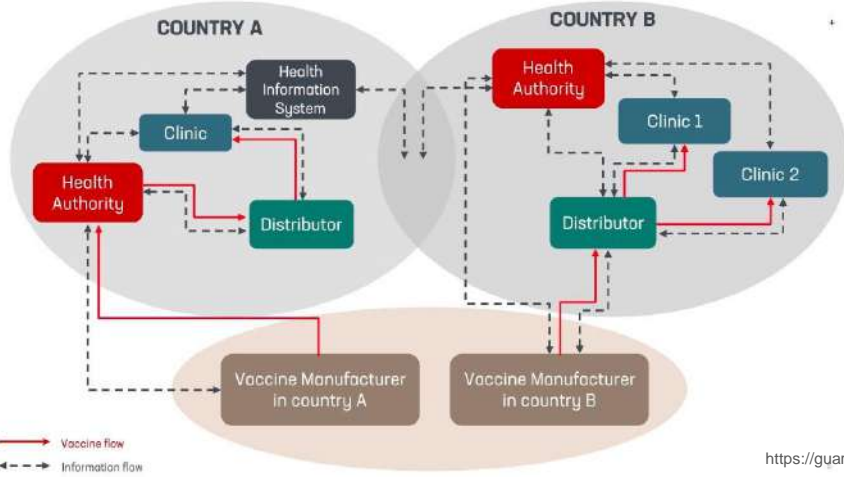 COUNTRY A
COUNTRY B
Health
Information
System
Clinic
Health
Authority
Distributor
Health
Authority
Clinic 1
Clinic 2
Distributor
Vaccine Manufacturer
in country A
Vaccine Manufacturer
in country B
Vaccine flow
Information flow
https://guar